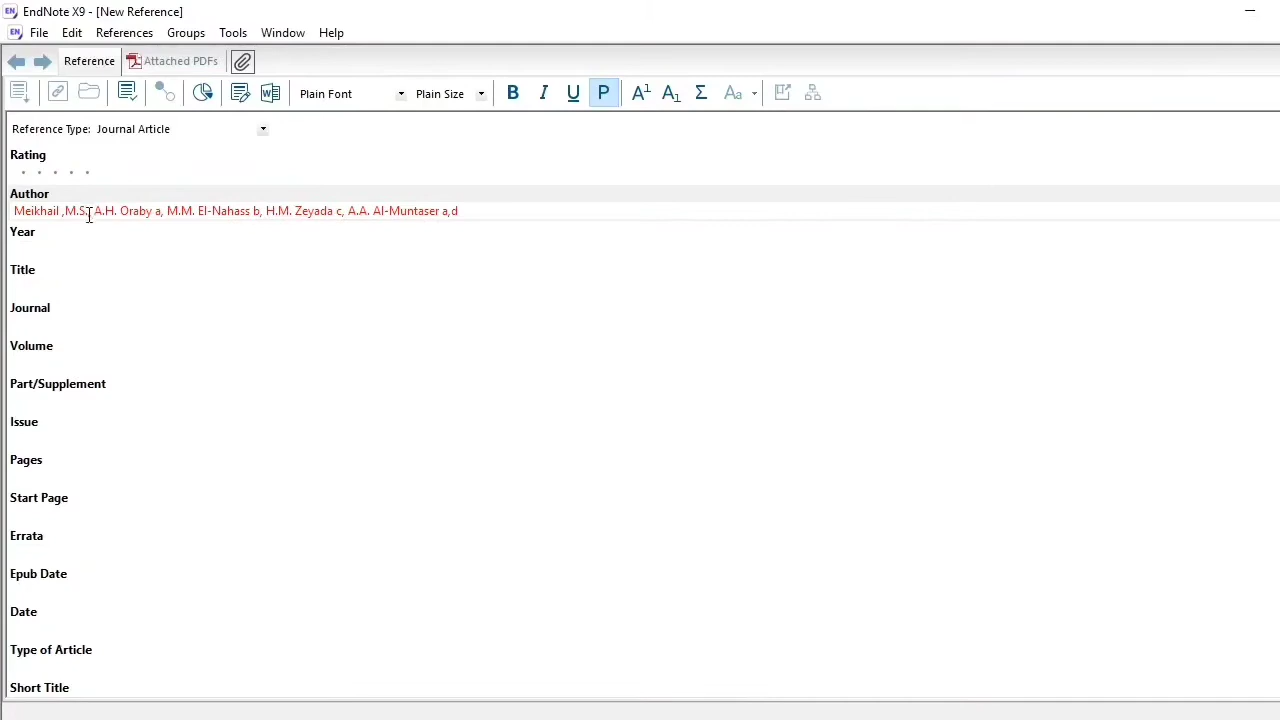 EndNote X9 - [New Reference]
File Edit References Groups Tools Window Help
Reference Attached PDFs
Plain Font Plain Size B I U P A1 A1 Σ Aa
Reference Type: Journal Article
Rating
Author
Meikhail ,M.S. A.H. Oraby a, M.M. El-Nahass b, H.M. Zeyada c, A.A. Al-Muntaser a,d
Year
Title
Journal
Volume
Part/Supplement
Issue
Pages
Start Page
Errata
Epub Date
Date
Type of Article
Short Title